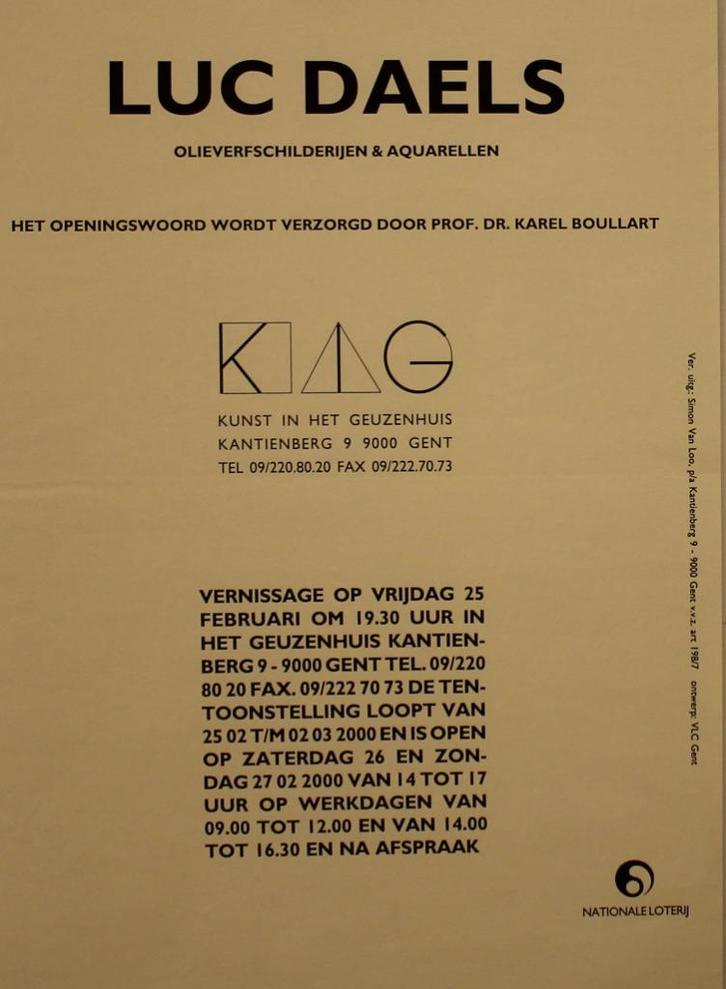 LUC DAELS
OLIEVERFSCHILDERIJEN & AQUARELLEN
HET OPENINGSWOORD WORDT VERZORGD DOOR PROF. DR. KAREL BOULLART
KIG
KUNST IN HET GEUZENHUIS
KANTIENBERG 9 9000 GENT
TEL 09/220.80.20 FAX 09/222.70.73
VERNISSAGE OP VRIJDAG 25
FEBRUARI OM 19.30 UUR IN
HET GEUZENHUIS KANTIEN-
BERG 9 - 9000 GENT TEL. 09/220
80 20 FAX. 09/222 70 73 DE TEN-
TOONSTELLING LOOPT VAN
25 02 T/M 02 03 2000 EN IS OPEN
OP ZATERDAG 26 EN ZON-
DAG 27 02 2000 VAN 14 TOT 17
UUR OP WERKDAGEN VAN
09.00 TOT 12.00 EN VAN 14.00
TOT 16.30 EN NA AFSPRAAK
Ver. uitg.: Simon Van Loo, p/a Kantienberg 9 - 9000 Gent v.v.z. art 198/7 ontwerp: VLC Gent
NATIONALE LOTERIJ